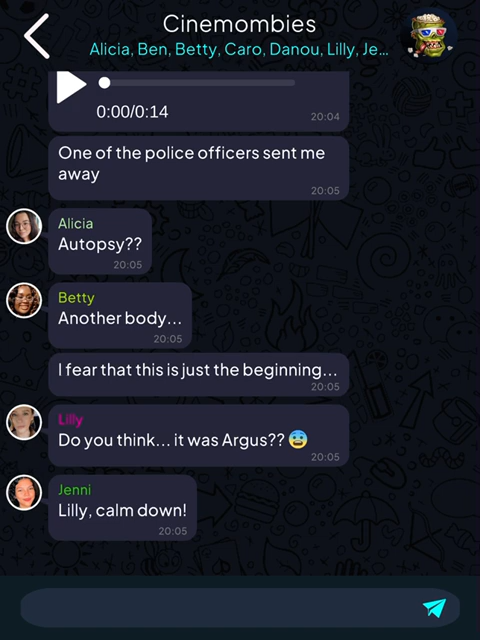 Cinemombies
Alicia, Ben, Betty, Caro, Danou, Lilly, Je...
0:00/0:14
20:04
One of the police officers sent me
away
20:05
Alicia
Autopsy??
20:05
Betty
Another body...
20:05
I fear that this is just the beginning...
20:05
Lilly
Do you think... it was Argus?? 😨
20:05
Jenni
Lilly, calm down!
20:05